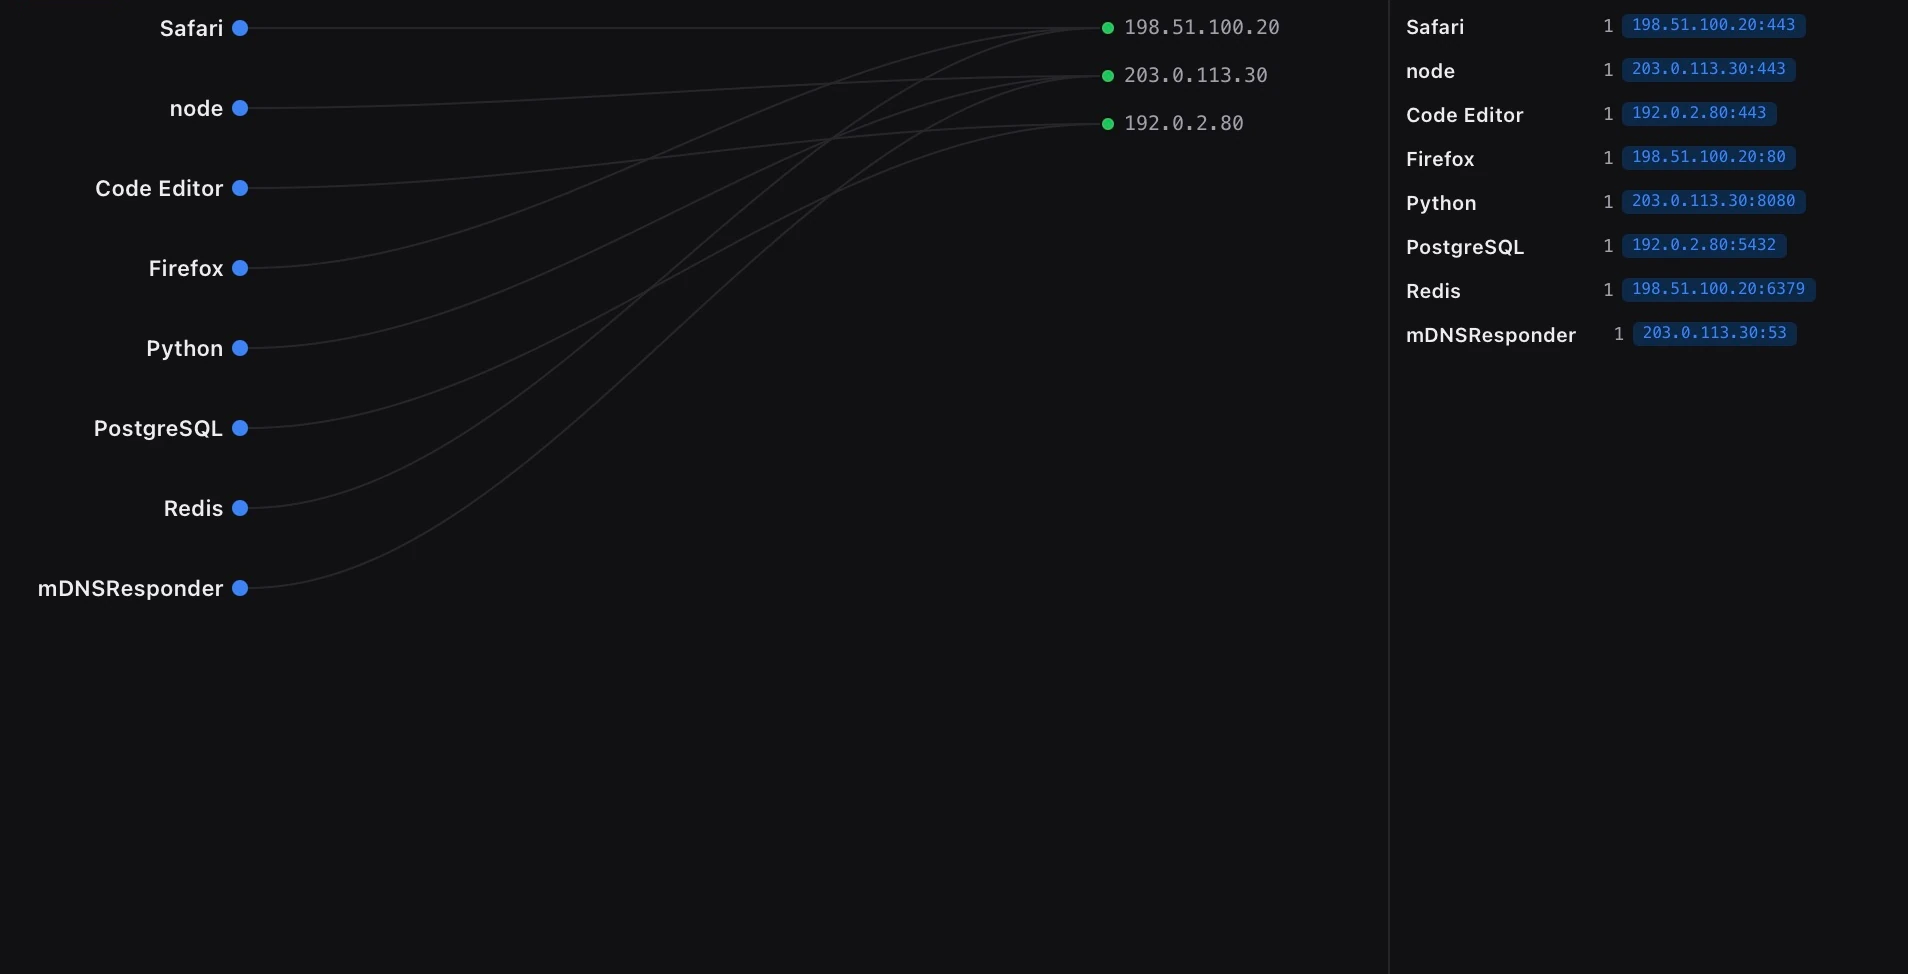 Safari
node
Code Editor
Firefox
Python
PostgreSQL
Redis
mDNSResponder
198.51.100.20
203.0.113.30
192.0.2.80
Safari 1 198.51.100.20:443
node 1 203.0.113.30:443
Code Editor 1 192.0.2.80:443
Firefox 1 198.51.100.20:80
Python 1 203.0.113.30:8080
PostgreSQL 1 192.0.2.80:5432
Redis 1 198.51.100.20:6379
mDNSResponder 1 203.0.113.30:53